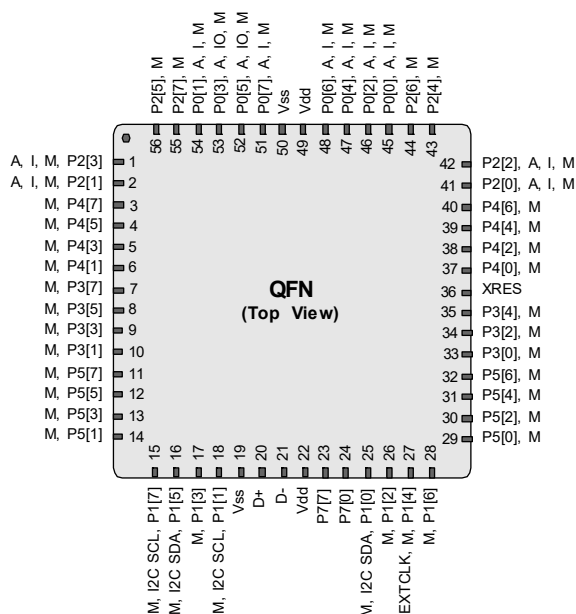 P2[5], M
P2[7], M
P0[1], A, I, M
P0[3], A, IO, M
P0[5], A, IO, M
P0[7], A, I, M
Vss
Vdd
P0[6], A, I, M
P0[4], A, I, M
P0[2], A, I, M
P0[0], A, I, M
P2[6], M
P2[4], M
56
55
54
53
52
51
50
49
48
47
46
45
44
43
A, I, M, P2[3] 1
A, I, M, P2[1] 2
M, P4[7] 3
M, P4[5] 4
M, P4[3] 5
M, P4[1] 6
M, P3[7] 7
M, P3[5] 8
M, P3[3] 9
M, P3[1] 10
M, P5[7] 11
M, P5[5] 12
M, P5[3] 13
M, P5[1] 14
QFN
(Top View)
42 P2[2], A, I, M
41 P2[0], A, I, M
40 P4[6], M
39 P4[4], M
38 P4[2], M
37 P4[0], M
36 XRES
35 P3[4], M
34 P3[2], M
33 P3[0], M
32 P5[6], M
31 P5[4], M
30 P5[2], M
29 P5[0], M
15
16
17
18
19
20
21
22
23
24
25
26
27
28
M, I2C SCL, P1[7]
M, I2C SDA, P1[5]
M, P1[3]
M, I2C SCL, P1[1]
Vss
D+
D-
Vdd
P7[7]
P7[0]
M, I2C SDA, P1[0]
M, P1[2]
EXTCLK, M, P1[4]
M, P1[6]